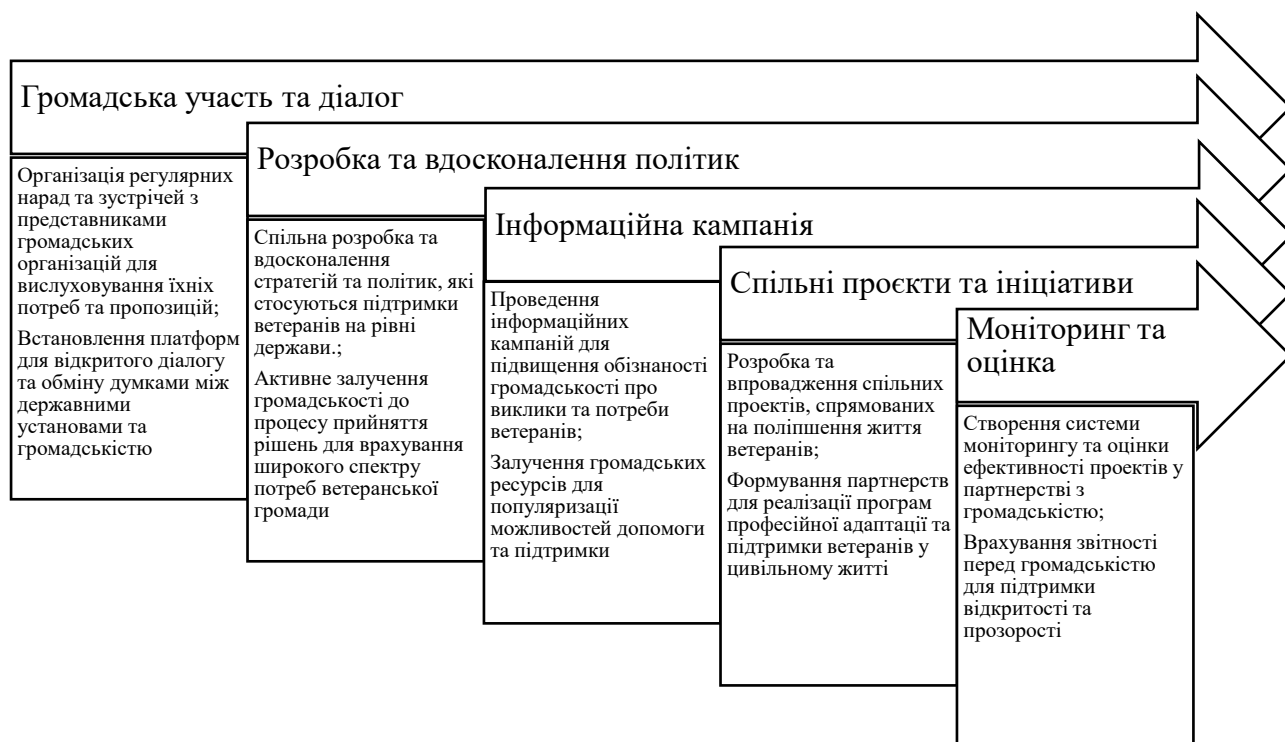 Громадська участь та діалог
Організація регулярних
нарад та зустрічей з
представниками
громадських
організацій для
вислуховування їхніх
потреб та пропозицій;
Встановлення платформ
для відкритого діалогу
та обміну думками між
державними
установами та
громадськістю
Розробка та вдосконалення політик
Спільна розробка та
вдосконалення
стратегій та політик, які
стосуються підтримки
ветеранів на рівні
держави.;
Активне залучення
громадськості до
процесу прийняття
рішень для врахування
широкого спектру
потреб ветеранської
громади
Інформаційна кампанія
Проведення
інформаційних
кампаній для
підвищення обізнаності
громадськості про
виклики та потреби
ветеранів;
Залучення громадських
ресурсів для
популяризації
можливостей допомоги
та підтримки
Спільні проєкти та ініціативи
Розробка та
впровадження спільних
проектів, спрямованих
на поліпшення життя
ветеранів;
Формування партнерств
для реалізації програм
професійної адаптації та
підтримки ветеранів у
цивільному житті
Моніторинг та
оцінка
Створення системи
моніторингу та оцінки
ефективності проектів у
партнерстві з
громадськістю;
Врахування звітності
перед громадськістю
для підтримки
відкритості та
прозорості